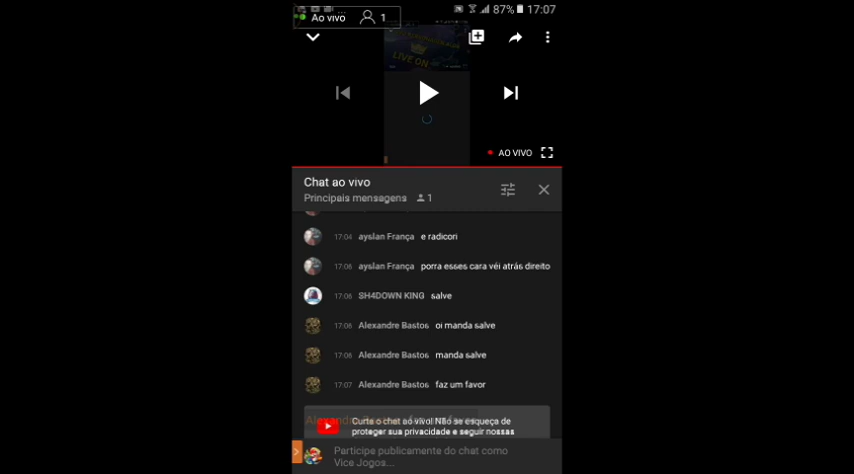 Ao vivo 1
87% 17:07
LIVE ON
AO VIVO
Chat ao vivo
Principais mensagens 1
17:04 ayslan França e radicori
17:06 ayslan França porra esses cara véi atrás direito
17:06 SH4DOWN KING salve
17:06 Alexandre Bastos oi manda salve
17:06 Alexandre Bastos manda salve
17:07 Alexandre Bastos faz um favor
Curta o chat ao vivo! Não se esqueça de
proteger sua privacidade e seguir nossas
Participe publicamente do chat como
Vice Jogos...